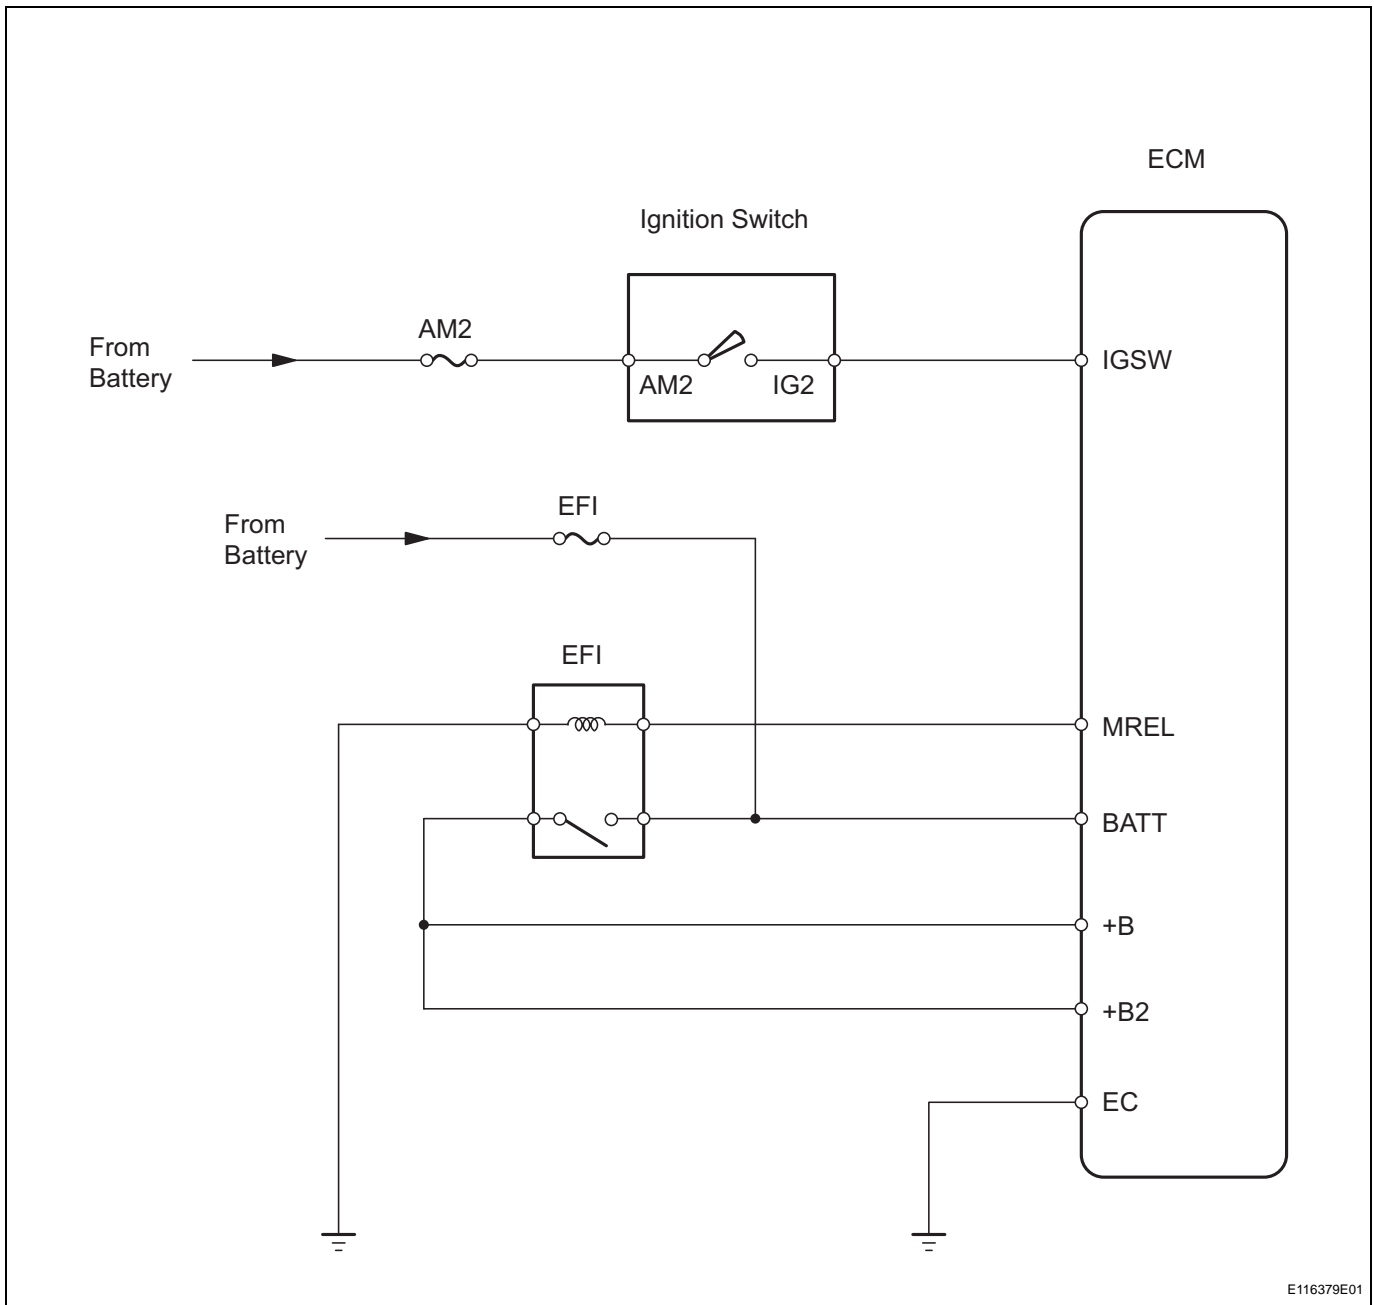 ECM
Ignition Switch
From
Battery
AM2
AM2
IG2
IGSW
From
Battery
EFI
EFI
MREL
BATT
+B
+B2
EC
E116379E01